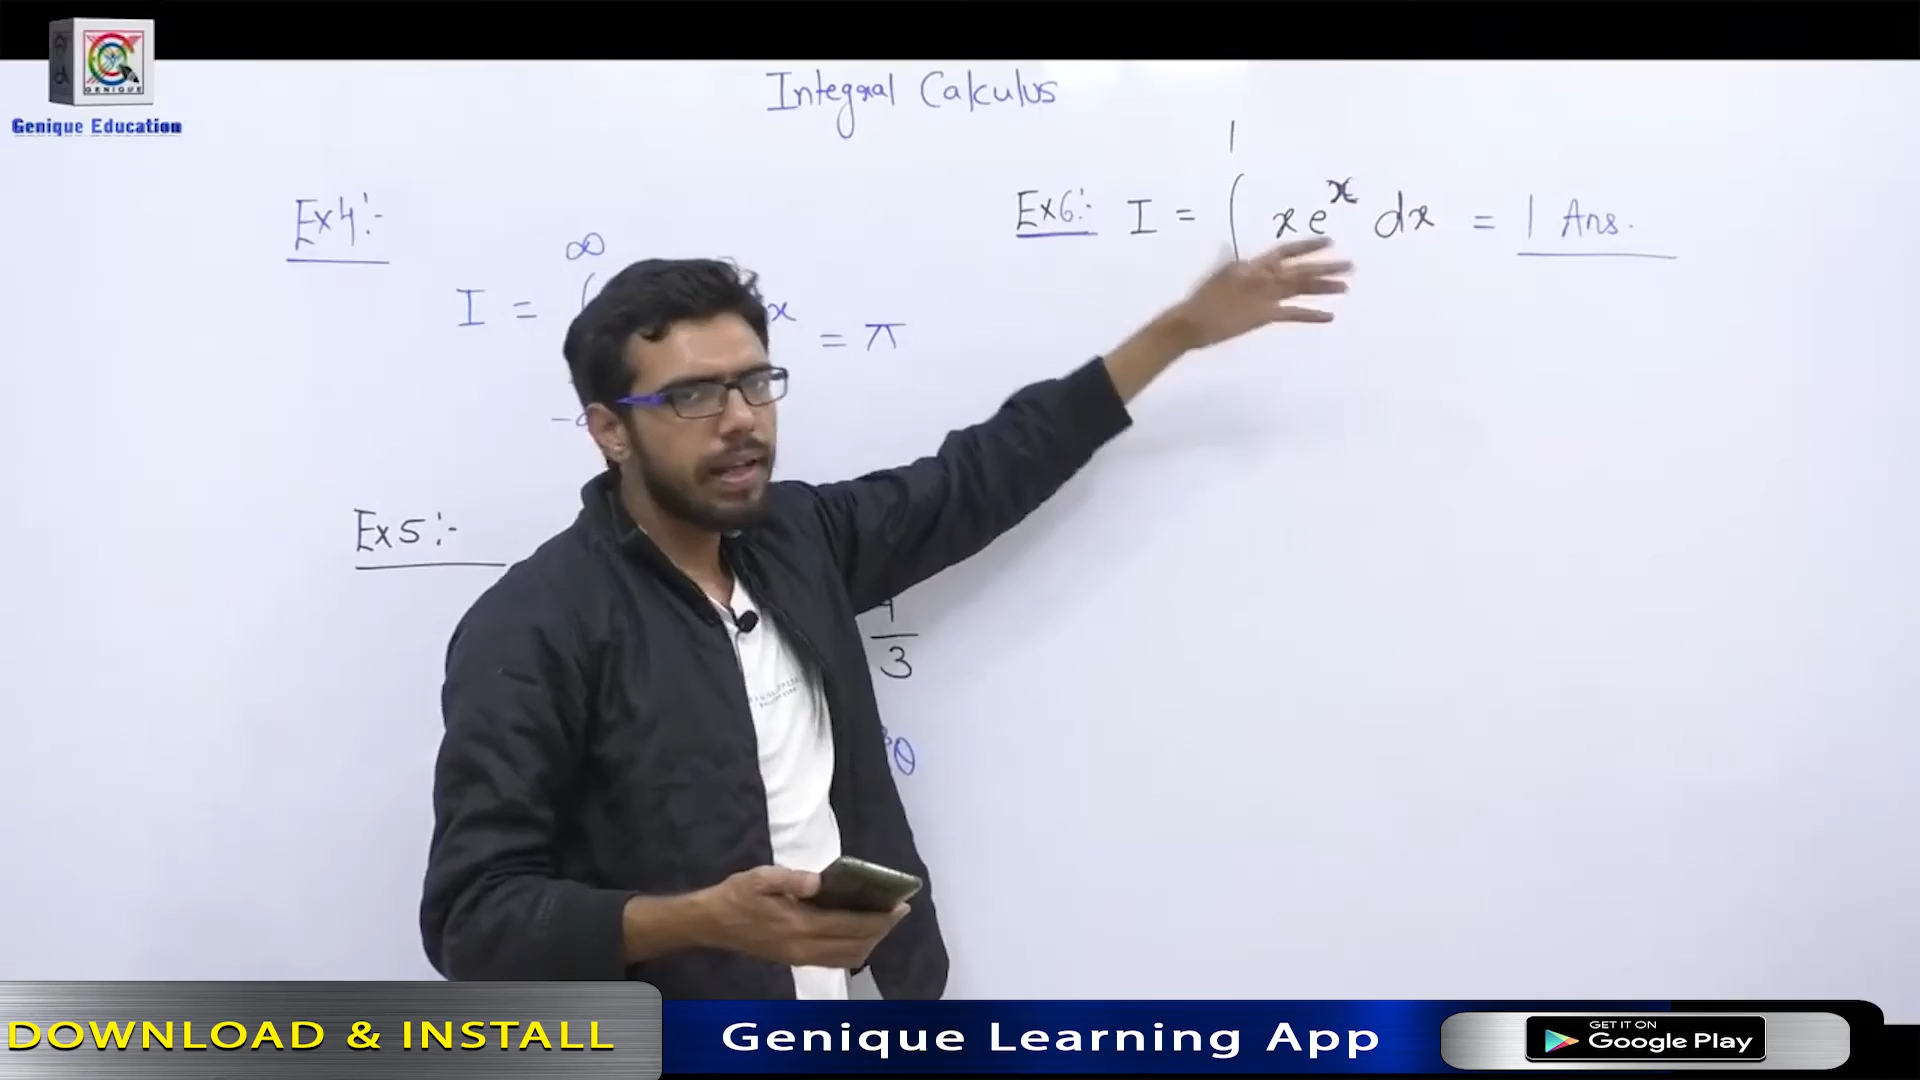 GENIQUE
Genique Education
Integral Calculus
Ex4:-
∞
I = x = π
Ex5:-
3
θ
1
Ex6:- I = ∫ x e^x dx = 1 Ans.
DOWNLOAD & INSTALL
Genique Learning App
GET IT ON
Google Play